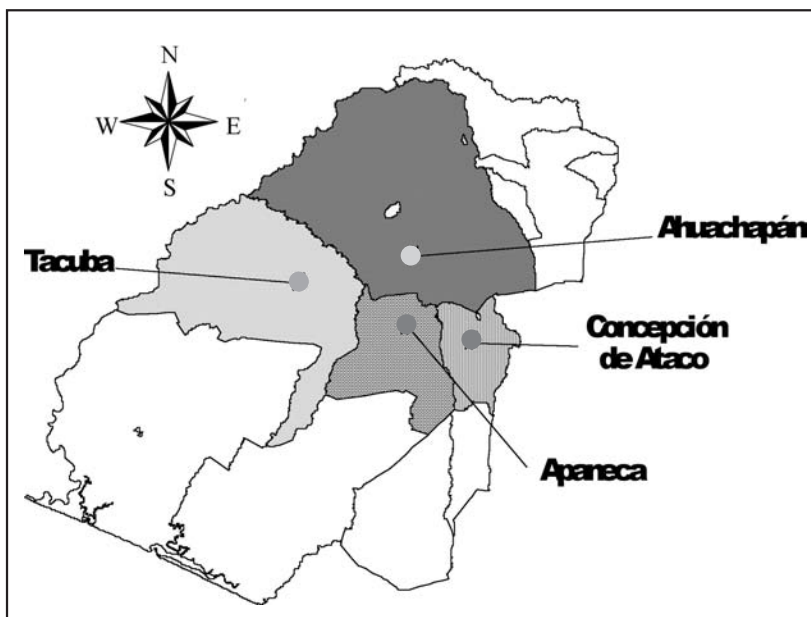 N
W E
S
Ahuachapán
Tacuba
Concepción
de Ataco
Apaneca